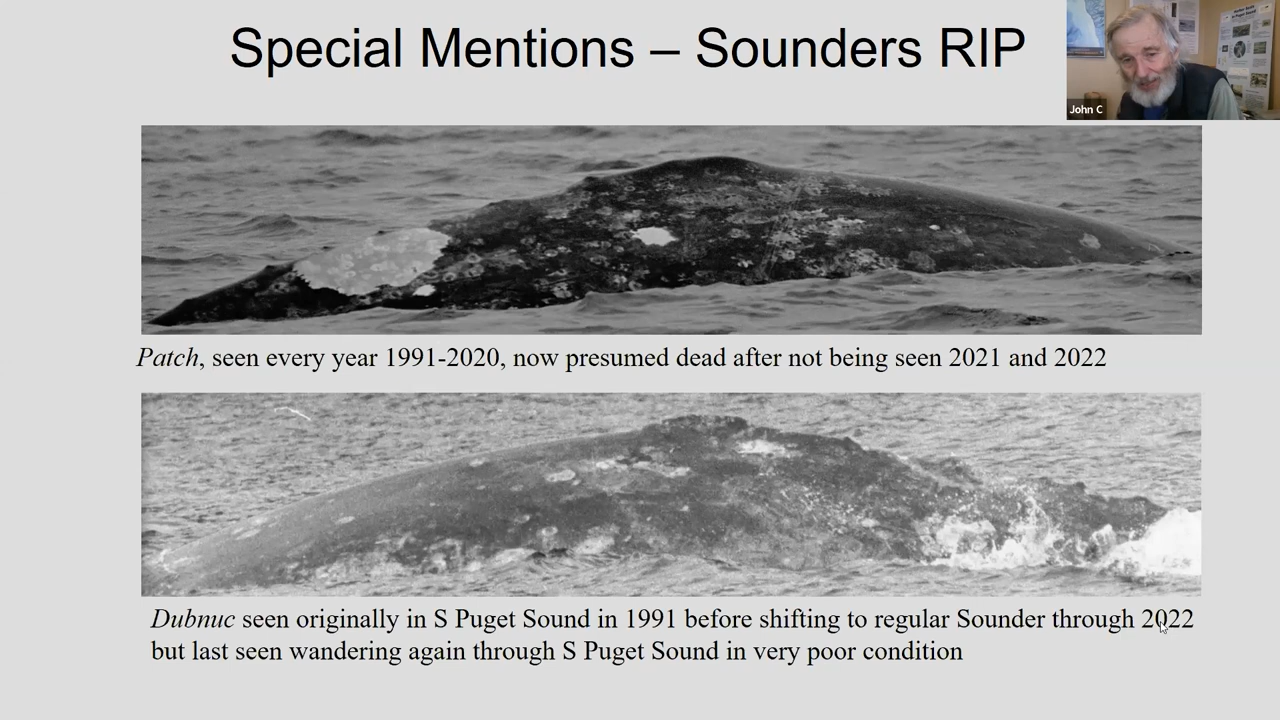 Special Mentions – Sounders RIP
John C
Patch, seen every year 1991-2020, now presumed dead after not being seen 2021 and 2022
Dubnuc seen originally in S Puget Sound in 1991 before shifting to regular Sounder through 2022
but last seen wandering again through S Puget Sound in very poor condition